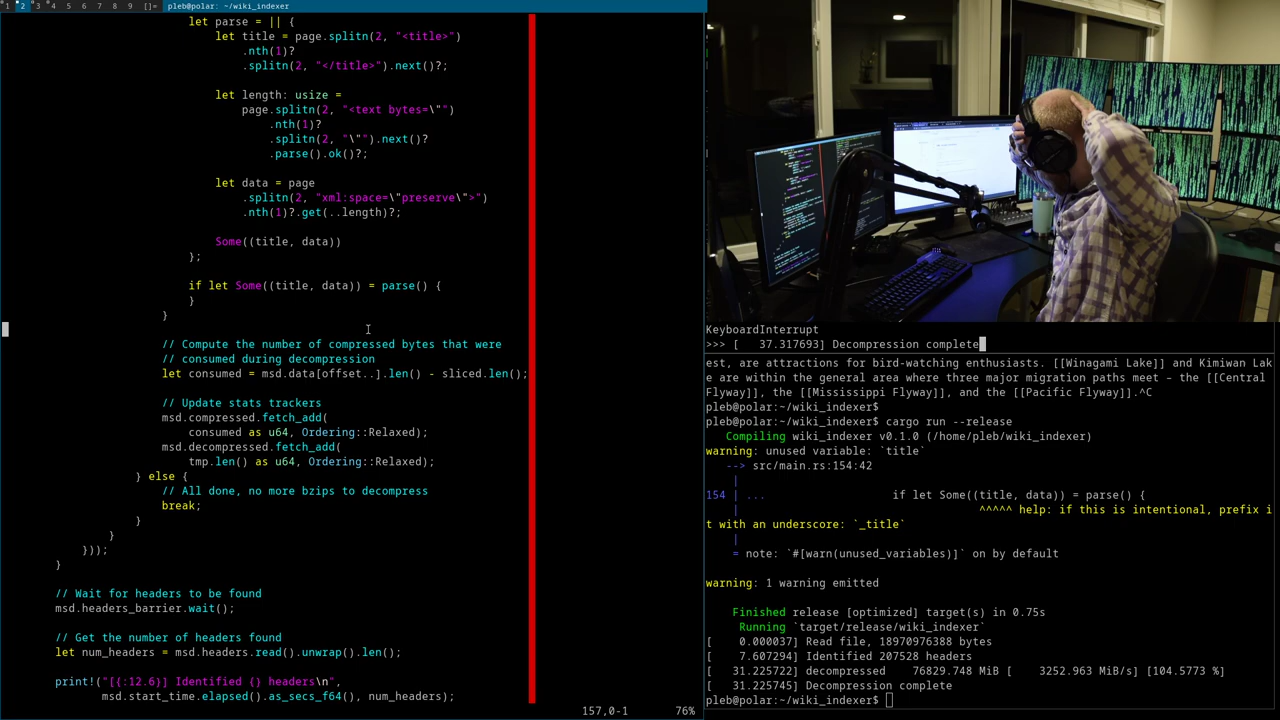 1 2 3 4 5 6 7 8 9 []= pleb@polar: ~/wiki_indexer
let parse = || {
let title = page.splitn(2, "<title>")
.nth(1)?
.splitn(2, "</title>").next()?;
let length: usize =
page.splitn(2, "<text bytes=\"")
.nth(1)?
.splitn(2, "\"").next()?
.parse().ok()?;
let data = page
.splitn(2, "xml:space=\"preserve\">")
.nth(1)?.get(..length)?;
Some((title, data))
};
if let Some((title, data)) = parse() {
}
}
// Compute the number of compressed bytes that were
// consumed during decompression
let consumed = msd.data[offset..].len() - sliced.len();
// Update stats trackers
msd.compressed.fetch_add(
consumed as u64, Ordering::Relaxed);
msd.decompressed.fetch_add(
tmp.len() as u64, Ordering::Relaxed);
} else {
// All done, no more bzips to decompress
break;
}
}
}));
}
// Wait for headers to be found
msd.headers_barrier.wait();
// Get the number of headers found
let num_headers = msd.headers.read().unwrap().len();
print!("[{:12.6}] Identified {} headers\n",
msd.start_time.elapsed().as_secs_f64(), num_headers);
157,0-1 76%
KeyboardInterrupt
>>> [   37.317693] Decompression complete
est, are attractions for bird-watching enthusiasts. [[Winagami Lake]] and Kimiwan Lak
e are within the general area where three major migration paths meet – the [[Central
Flyway]], the [[Mississippi Flyway]], and the [[Pacific Flyway]].^C
pleb@polar:~/wiki_indexer$
pleb@polar:~/wiki_indexer$ cargo run --release
Compiling wiki_indexer v0.1.0 (/home/pleb/wiki_indexer)
warning: unused variable: `title`
--> src/main.rs:154:42
|
154 | ... if let Some((title, data)) = parse() {
| ^^^^^ help: if this is intentional, prefix i
t with an underscore: `_title`
|
= note: `#[warn(unused_variables)]` on by default
warning: 1 warning emitted
Finished release [optimized] target(s) in 0.75s
Running `target/release/wiki_indexer`
[    0.000037] Read file, 18970976388 bytes
[    7.607294] Identified 207528 headers
[   31.225722] decompressed   76829.748 MiB [    3252.963 MiB/s] [104.5773 %]
[   31.225745] Decompression complete
pleb@polar:~/wiki_indexer$